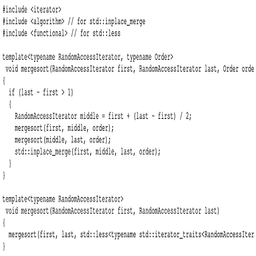 #include <iterator>
#include <algorithm> // for std::inplace_merge
#include <functional> // for std::less
template<typename RandomAccessIterator, typename Order>
void mergesort(RandomAccessIterator first, RandomAccessIterator last, Order orde
{
if (last - first > 1)
{
RandomAccessIterator middle = first + (last - first) / 2;
mergesort(first, middle, order);
mergesort(middle, last, order);
std::inplace_merge(first, middle, last, order);
}
}
template<typename RandomAccessIterator>
void mergesort(RandomAccessIterator first, RandomAccessIterator last)
{
mergesort(first, last, std::less<typename std::iterator_traits<RandomAccessIter
}